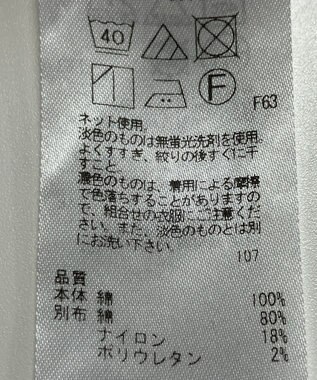 40
F
F63
ネット使用。
淡色のものは無蛍光洗剤を使用
よくすすぎ、絞りの後すぐに干
すこと
濃色のものは、着用による摩擦
で色落ちすることがありますの
で、組合せの衣服にご注意くだ
さい。また、淡色のものとは別
にお洗い下さい。
107
品質
本体 綿 100%
別布 綿 80%
ナイロン 18%
ポリウレタン 2%